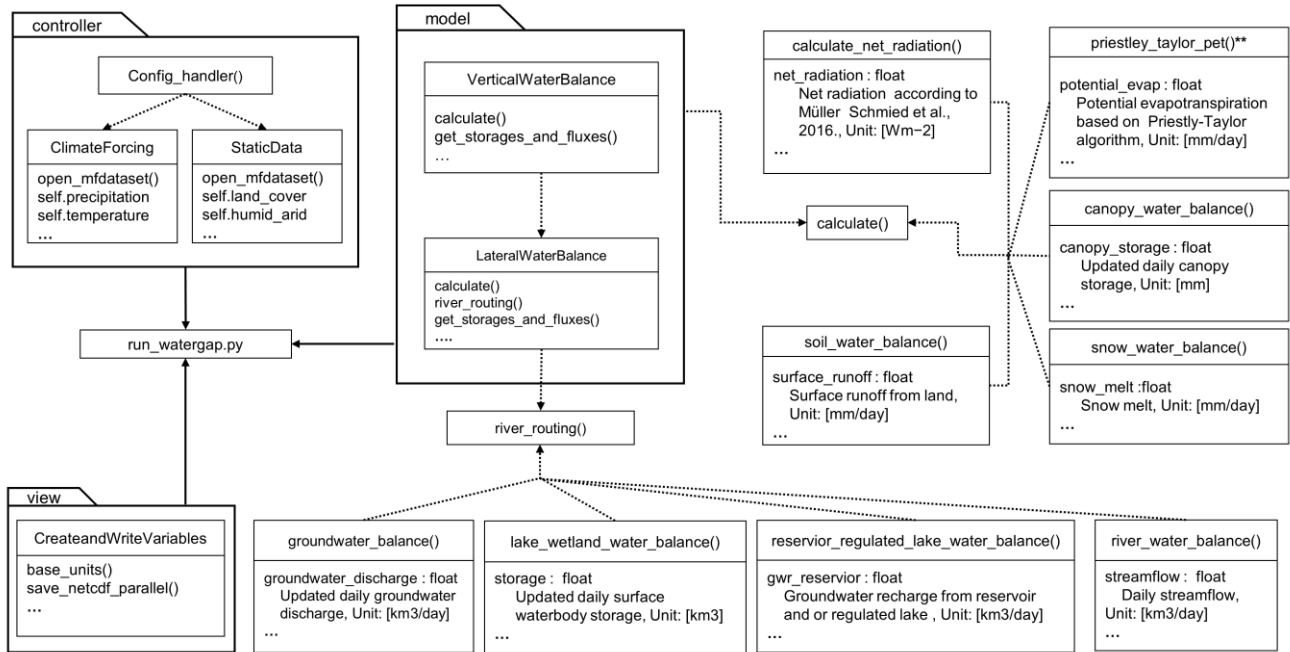 controller
Config_handler()
ClimateForcing
open_mfdataset()
self.precipitation
self.temperature
...
StaticData
open_mfdataset()
self.land_cover
self.humid_arid
...
run_watergap.py
view
CreateandWriteVariables
base_units()
save_netcdf_parallel()
...
model
VerticalWaterBalance
calculate()
get_storages_and_fluxes()
...
LateralWaterBalance
calculate()
river_routing()
get_storages_and_fluxes()
....
river_routing()
calculate()
calculate_net_radiation()
net_radiation : float
Net radiation according to
Müller Schmied et al.,
2016., Unit: [Wm−2]
...
priestley_taylor_pet()**
potential_evap : float
Potential evapotranspiration
based on Priestly-Taylor
algorithm, Unit: [mm/day]
...
canopy_water_balance()
canopy_storage : float
Updated daily canopy
storage, Unit: [mm]
...
soil_water_balance()
surface_runoff : float
Surface runoff from land,
Unit: [mm/day]
...
snow_water_balance()
snow_melt :float
Snow melt, Unit: [mm/day]
...
groundwater_balance()
groundwater_discharge : float
Updated daily groundwater
discharge, Unit: [km3/day]
...
lake_wetland_water_balance()
storage : float
Updated daily surface
waterbody storage, Unit: [km3]
...
reservior_regulated_lake_water_balance()
gwr_reservior : float
Groundwater recharge from reservoir
and or regulated lake , Unit: [km3/day]
...
river_water_balance()
streamflow : float
Daily streamflow,
Unit: [km3/day]
...